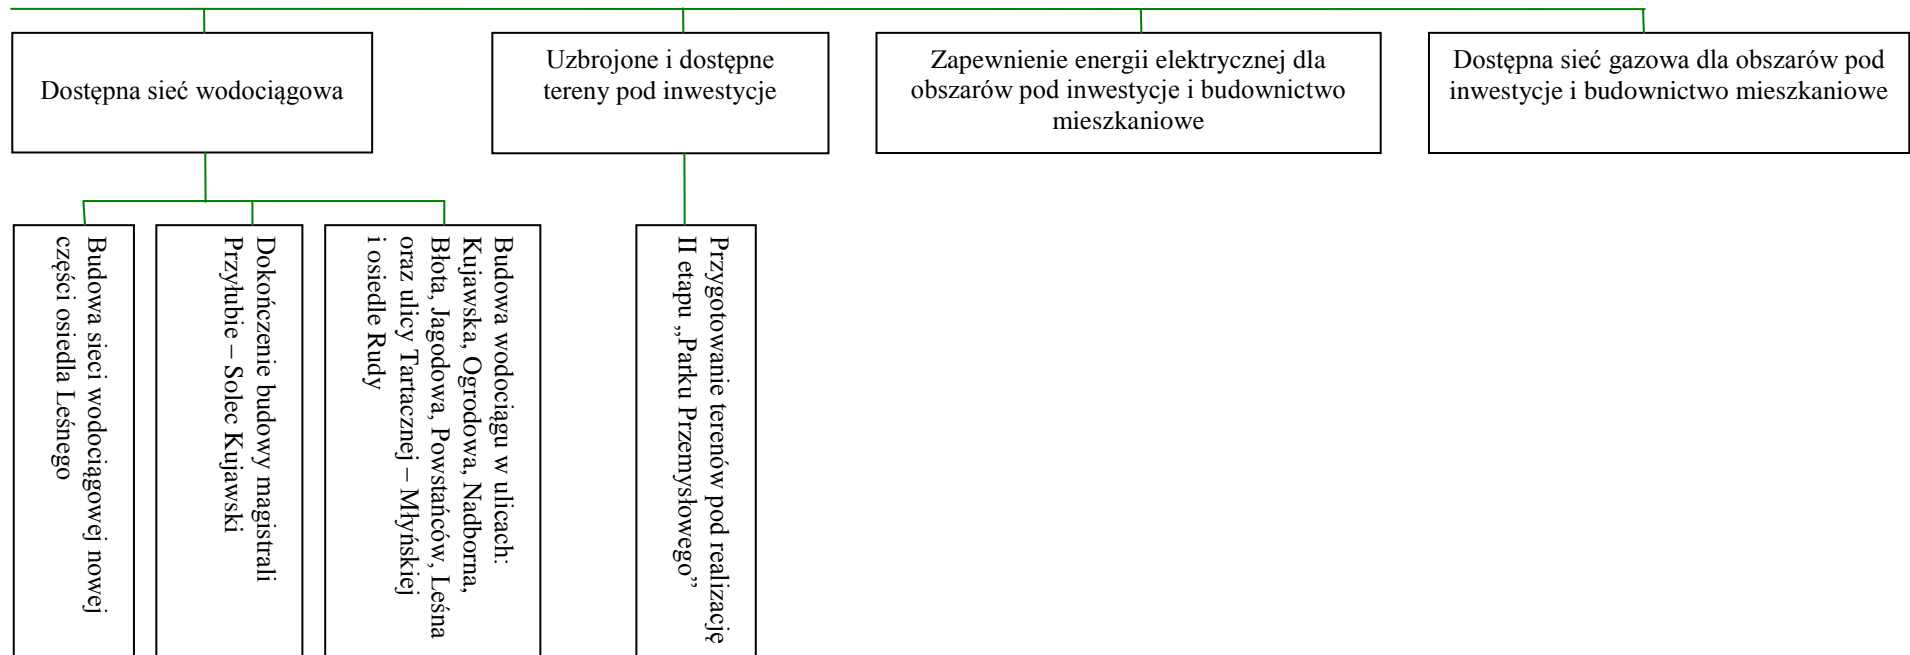 Dostępna sieć wodociągowa
Uzbrojone i dostępne
tereny pod inwestycje
Zapewnienie energii elektrycznej dla
obszarów pod inwestycje i budownictwo
mieszkaniowe
Dostępna sieć gazowa dla obszarów pod
inwestycje i budownictwo mieszkaniowe
Budowa sieci wodociągowej nowej
części osiedla Leśnego
Dokończenie budowy magistrali
Przyłubie – Solec Kujawski
Budowa wodociągu w ulicach:
Kujawska, Ogrodowa, Nadborna,
Błota, Jagodowa, Powstańców, Leśna
oraz ulicy Tartacznej – Młyńskiej
i osiedle Rudy
Przygotowanie terenów pod realizację
II etapu „Parku Przemysłowego”